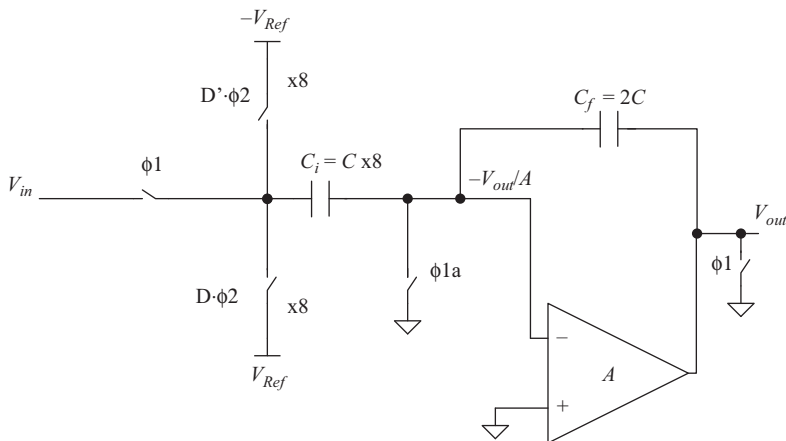 –V_Ref
D'·ϕ2
x8
C_f = 2C
ϕ1
C_i = C x8
–V_out/A
V_in
V_out
D·ϕ2
x8
ϕ1a
ϕ1
V_Ref
–
A
+